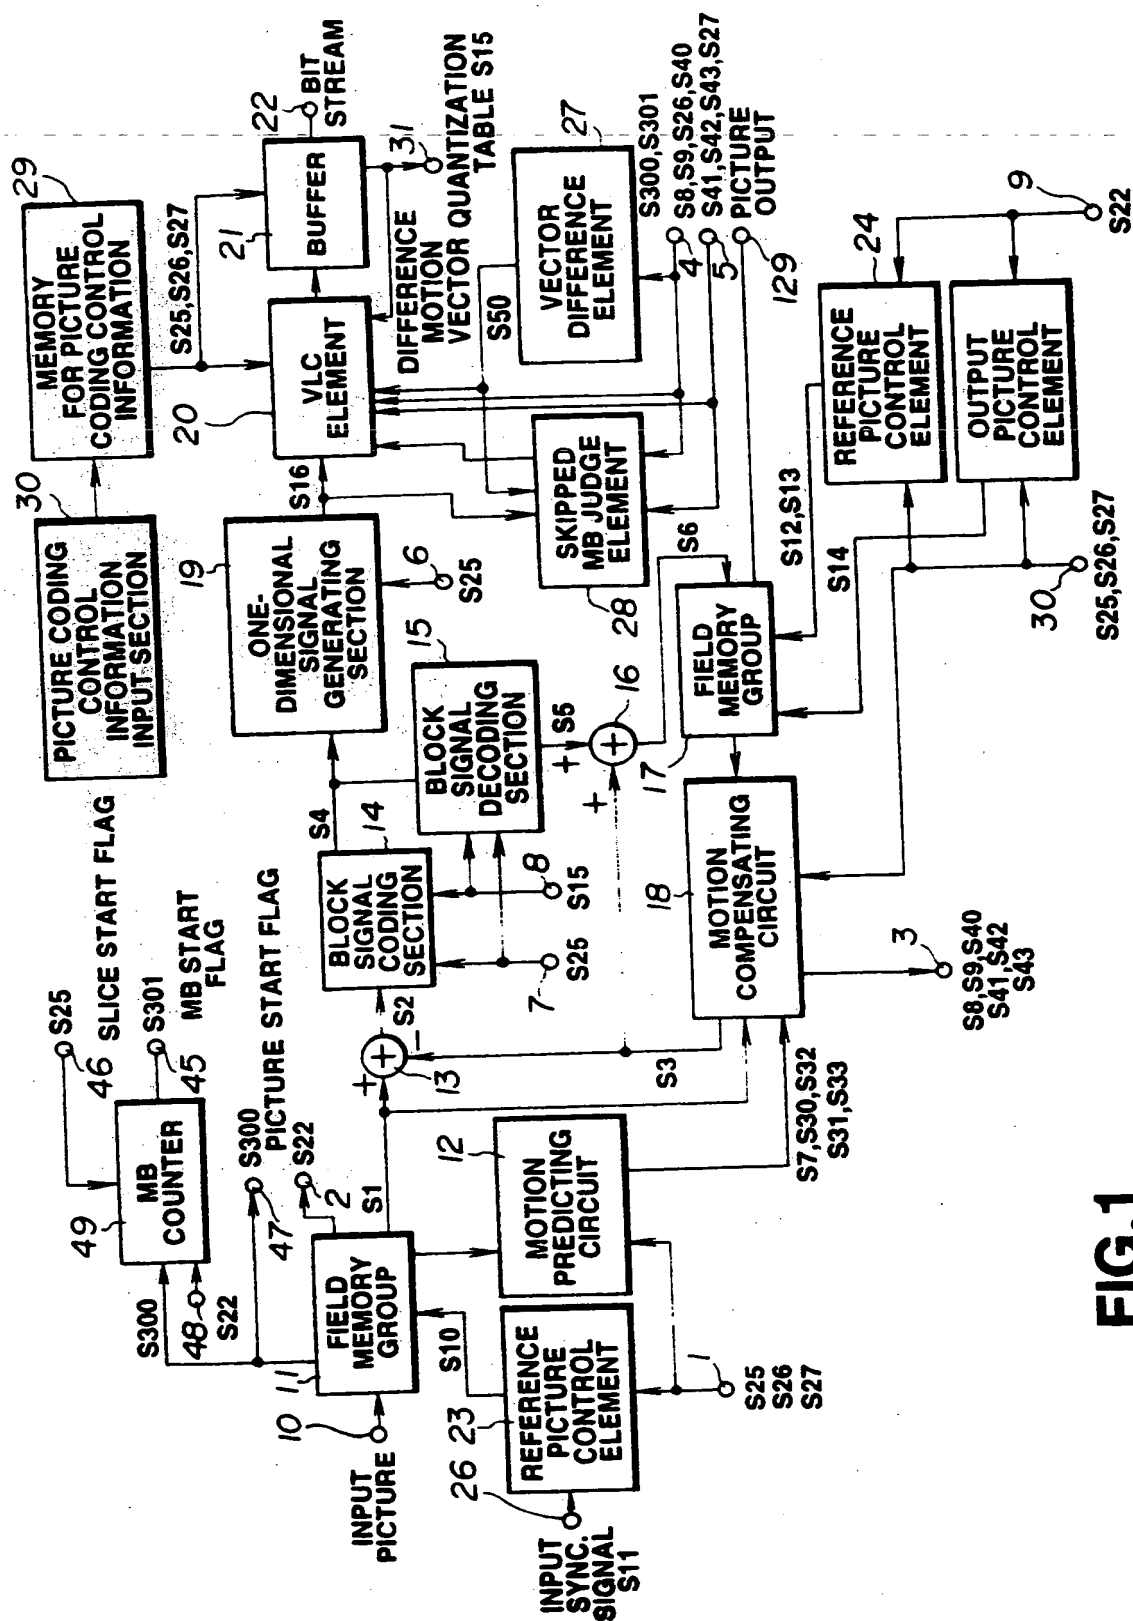 PICTURE CODING
CONTROL
INFORMATION
INPUT SECTION
30
MEMORY
FOR PICTURE
CODING CONTROL
INFORMATION
29
S25,S26,S27
SLICE START FLAG
46
S25
MB START
FLAG
45
S301
MB
COUNTER
49
S300
48
S22
S300
PICTURE START FLAG
47
S22
2
INPUT
PICTURE
10
FIELD
MEMORY
GROUP
11
S1
S10
13
+
+
-
S2
BLOCK
SIGNAL
CODING
SECTION
14
S4
7
S25
8
S15
ONE-
DIMENSIONAL
SIGNAL
GENERATING
SECTION
19
6
S25
S16
VLC
ELEMENT
20
BUFFER
21
22
BIT
STREAM
31
DIFFERENCE
MOTION
VECTOR QUANTIZATION
TABLE S15
BLOCK
SIGNAL
DECODING
SECTION
15
S5
+
+
+
16
S6
SKIPPED
MB JUDGE
ELEMENT
28
S50
VECTOR
DIFFERENCE
ELEMENT
27
S300,S301
S8,S9,S26,S40
4
S41,S42,S43,S27
5
PICTURE
OUTPUT
129
INPUT
SYNC.
SIGNAL
S11
26
REFERENCE
PICTURE
CONTROL
ELEMENT
23
MOTION
PREDICTING
CIRCUIT
12
1
S25
S26
S27
S3
S7,S30,S32
S31,S33
MOTION
COMPENSATING
CIRCUIT
18
3
S8,S9,S40
S41,S42
S43
FIELD
MEMORY
GROUP
17
S12,S13
S14
REFERENCE
PICTURE
CONTROL
ELEMENT
24
OUTPUT
PICTURE
CONTROL
ELEMENT
9
S22
30
S25,S26,S27
FIG.1